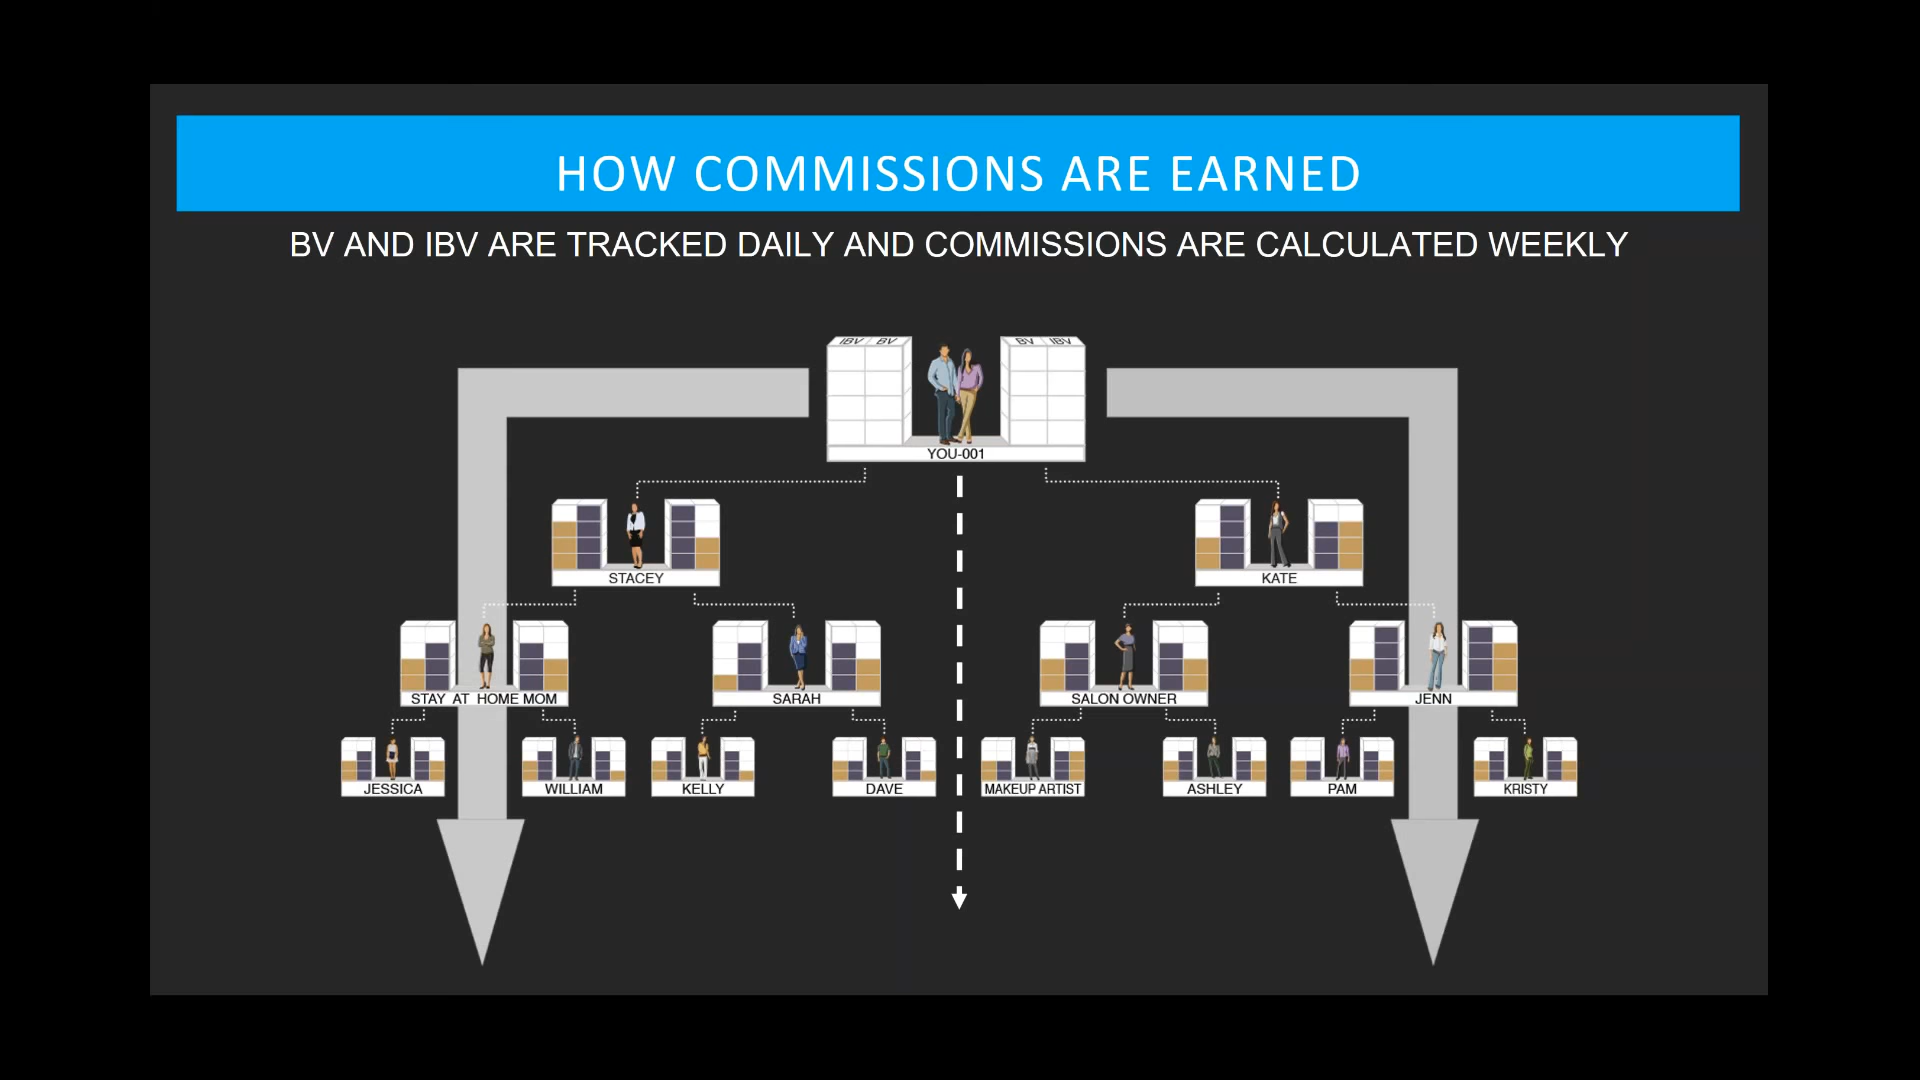 HOW COMMISSIONS ARE EARNED
BV AND IBV ARE TRACKED DAILY AND COMMISSIONS ARE CALCULATED WEEKLY
IBV BV BV IBV
YOU-001
STACEY KATE
STAY AT HOME MOM SARAH SALON OWNER JENN
JESSICA WILLIAM KELLY DAVE MAKEUP ARTIST ASHLEY PAM KRISTY